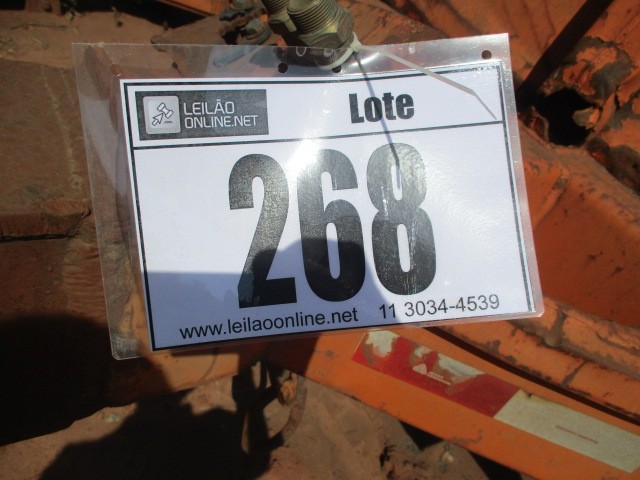 LEILÃO
ONLINE.NET
Lote
268
www.leilaoonline.net 11 3034-4539